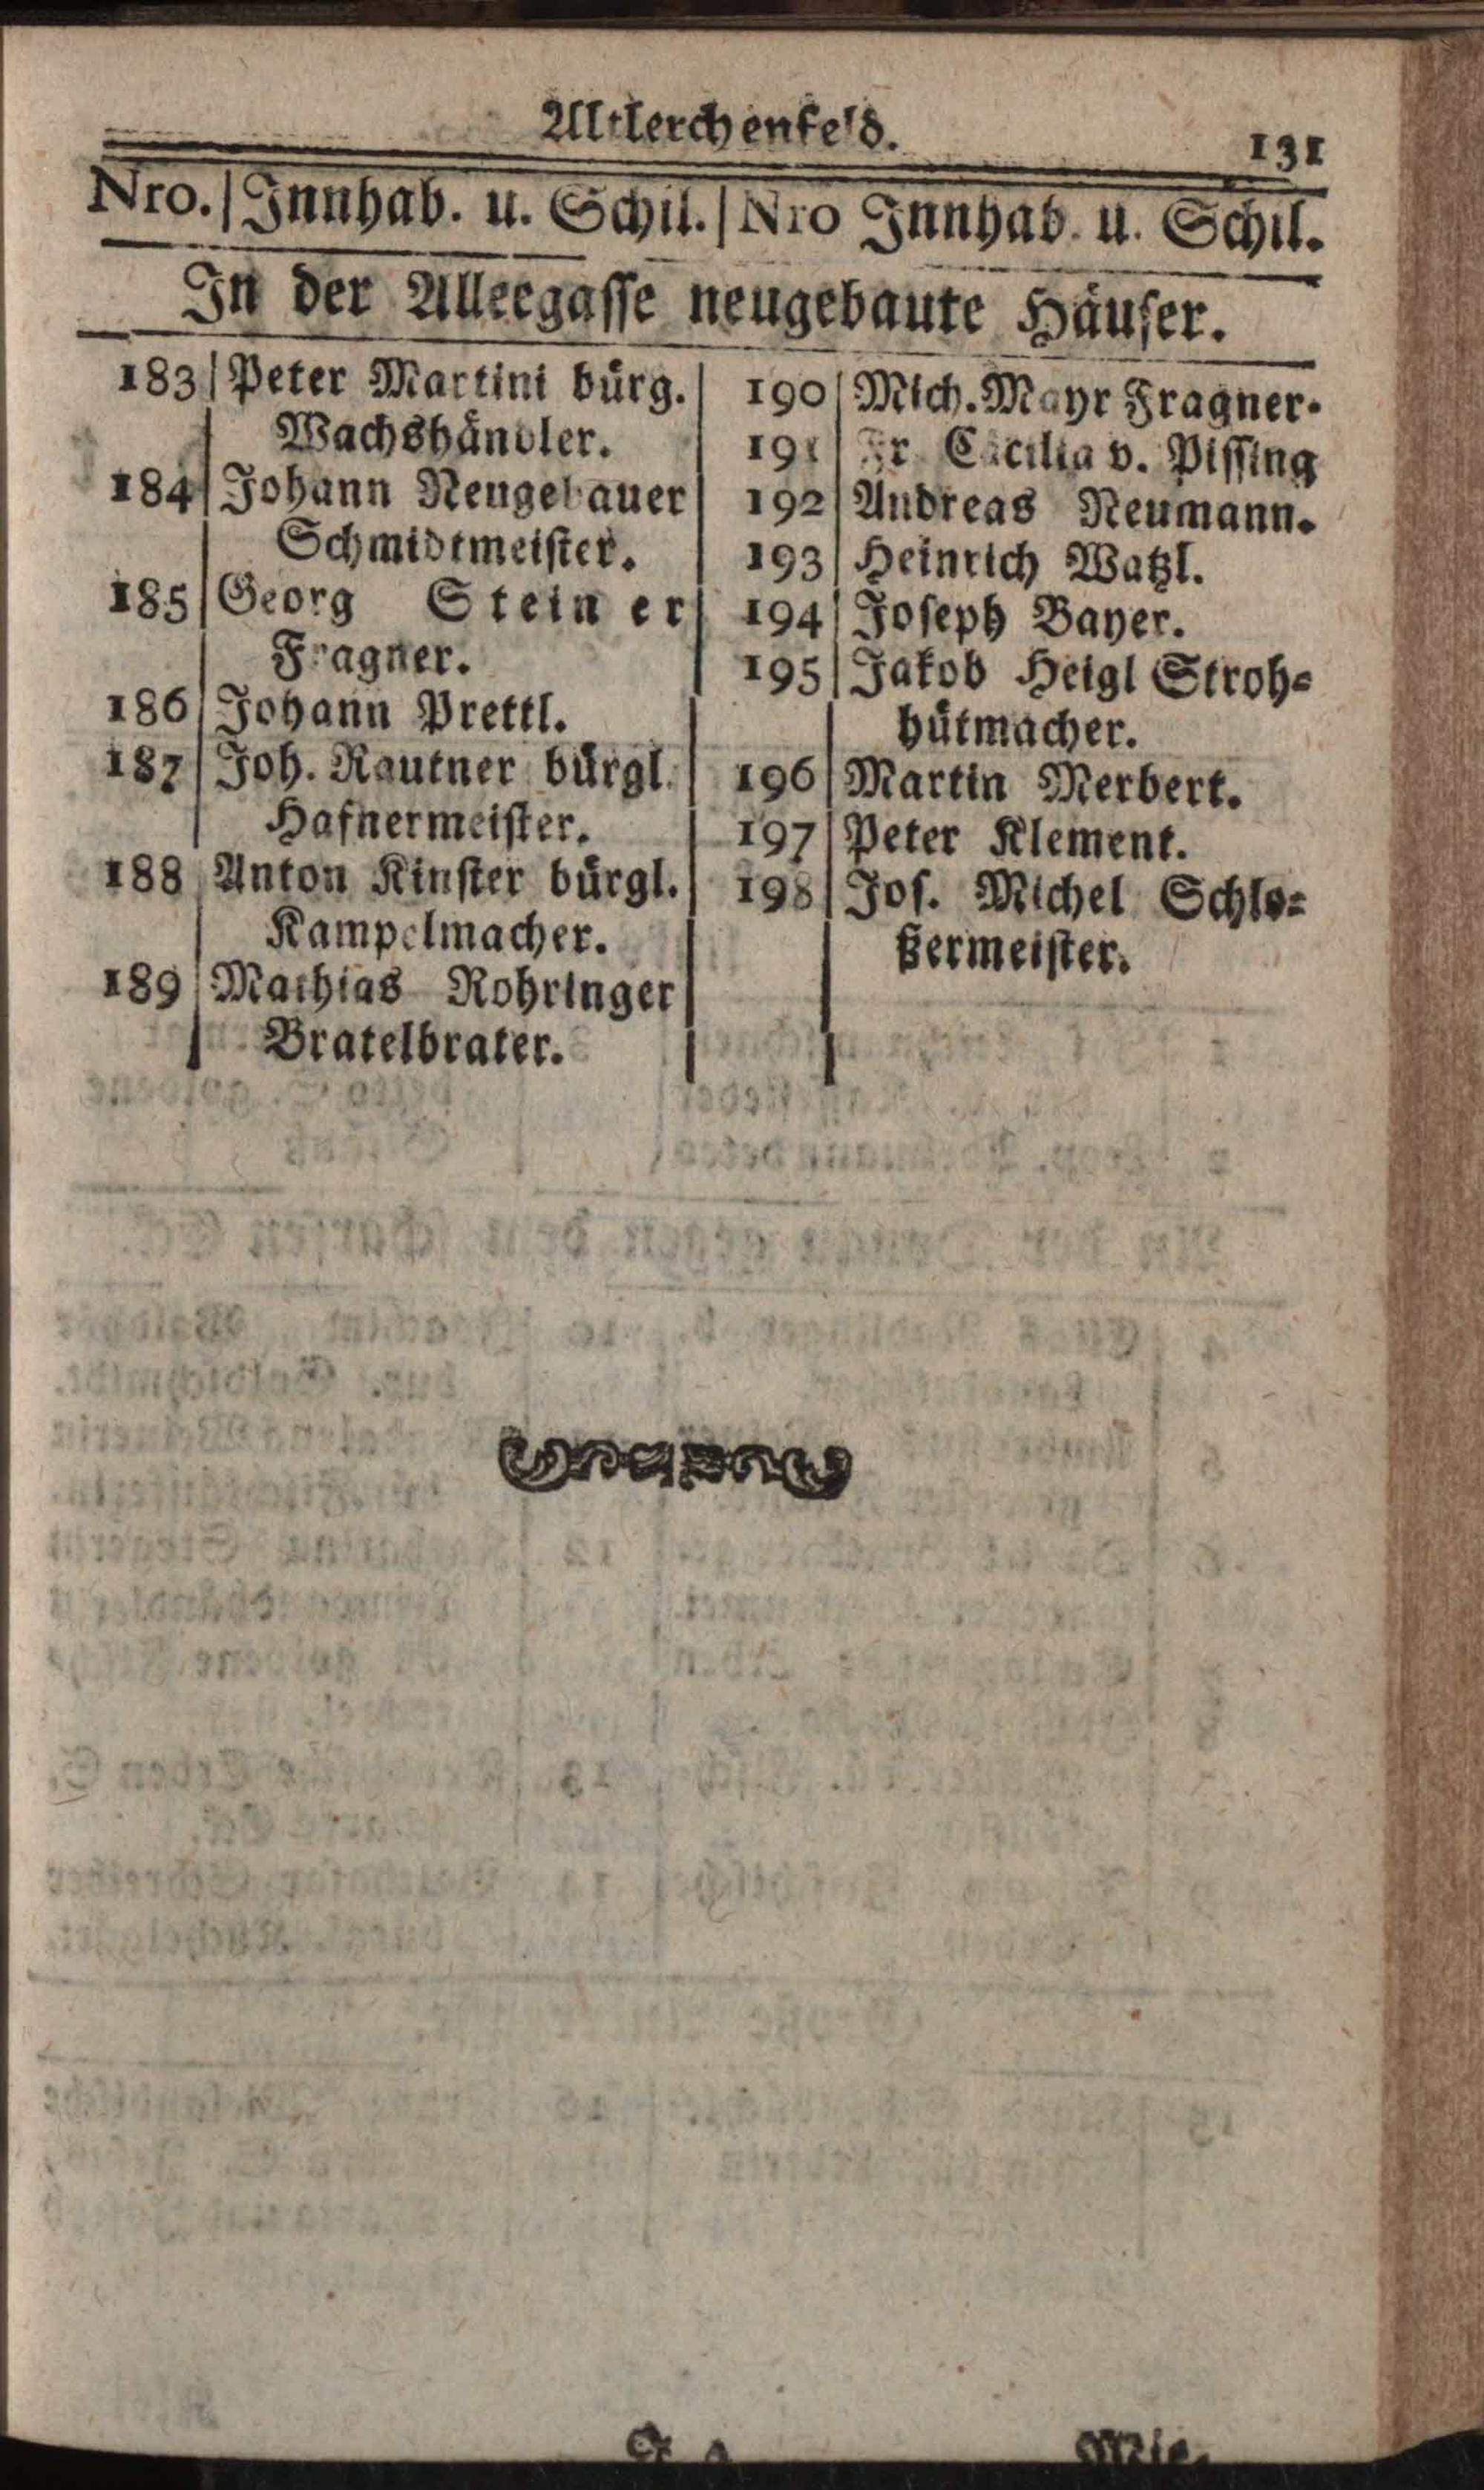 Altlerchenfeld.
131
Nro. Innhab. u. Schil. Nro Innhab. u. Schil.
In der Alleegasse neugebaute Häuser.
183 Peter Martini bürg.
Wachshändler.
184 Johann Neugebauer
Schmidtmeister.
185 Georg Steiner
Fragner.
186 Johann Prettl.
187 Joh. Rautner bürgl.
Hafnermeister.
188 Anton Kinster bürgl.
Kampelmacher.
189 Mathias Rohringer
Bratelbrater.
190 Mich. Mayr Fragner.
191 Fr Cäcilia v. Pissing
192 Andreas Neumann.
193 Heinrich Watzl.
194 Joseph Bayer.
195 Jakob Heigl Stroh=
hütmacher.
196 Martin Merbert.
197 Peter Klement.
198 Jos. Michel Schlo=
ßermeister.